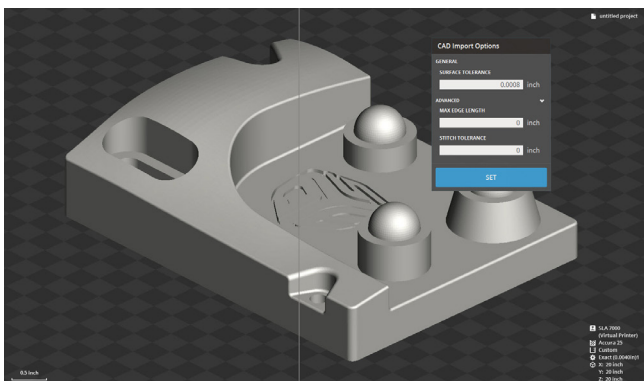 untitled project
CAD Import Options
GENERAL
SURFACE TOLERANCE
0.0008 inch
ADVANCED
MAX EDGE LENGTH
0 inch
STITCH TOLERANCE
0 inch
SET
0.5 inch
SLA 7000
(Virtual Printer)
Accura 25
Custom
Exact (0.0040in)
X: 20 inch
Y: 20 inch
Z: 20 inch